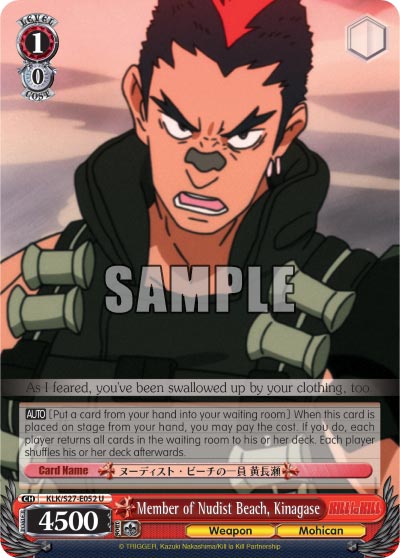 LEVEL
1
0
COST
SAMPLE
As I feared, you've been swallowed up by your clothing, too.
AUTO [Put a card from your hand into your waiting room] When this card is
placed on stage from your hand, you may pay the cost. If you do, each
player returns all cards in the waiting room to his or her deck. Each player
shuffles his or her deck afterwards.
Card Name ヌーディスト・ビーチの一員 黄長瀬
CH KLK/S27-E052 U
Member of Nudist Beach, Kinagase KILL la KILL
POWER 4500 SOUL
Weapon Mohican
© TRIGGER, Kazuki Nakashima/Kill la Kill Partnership